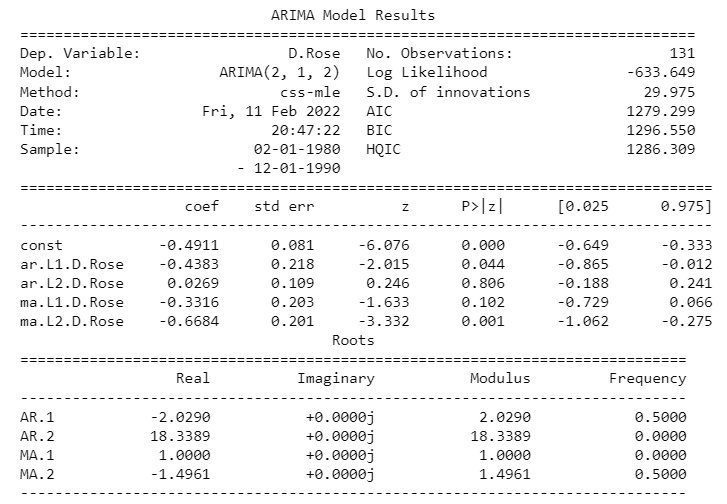 ARIMA Model Results
==============================================================================
Dep. Variable: D.Rose No. Observations: 131
Model: ARIMA(2, 1, 2) Log Likelihood -633.649
Method: css-mle S.D. of innovations 29.975
Date: Fri, 11 Feb 2022 AIC 1279.299
Time: 20:47:22 BIC 1296.550
Sample: 02-01-1980 HQIC 1286.309
- 12-01-1990
================================================================================
coef std err z P>|z| [0.025 0.975]
--------------------------------------------------------------------------------
const -0.4911 0.081 -6.076 0.000 -0.649 -0.333
ar.L1.D.Rose -0.4383 0.218 -2.015 0.044 -0.865 -0.012
ar.L2.D.Rose 0.0269 0.109 0.246 0.806 -0.188 0.241
ma.L1.D.Rose -0.3316 0.203 -1.633 0.102 -0.729 0.066
ma.L2.D.Rose -0.6684 0.201 -3.332 0.001 -1.062 -0.275
Roots
=============================================================================
Real Imaginary Modulus Frequency
-----------------------------------------------------------------------------
AR.1 -2.0290 +0.0000j 2.0290 0.5000
AR.2 18.3389 +0.0000j 18.3389 0.0000
MA.1 1.0000 +0.0000j 1.0000 0.0000
MA.2 -1.4961 +0.0000j 1.4961 0.5000
-----------------------------------------------------------------------------